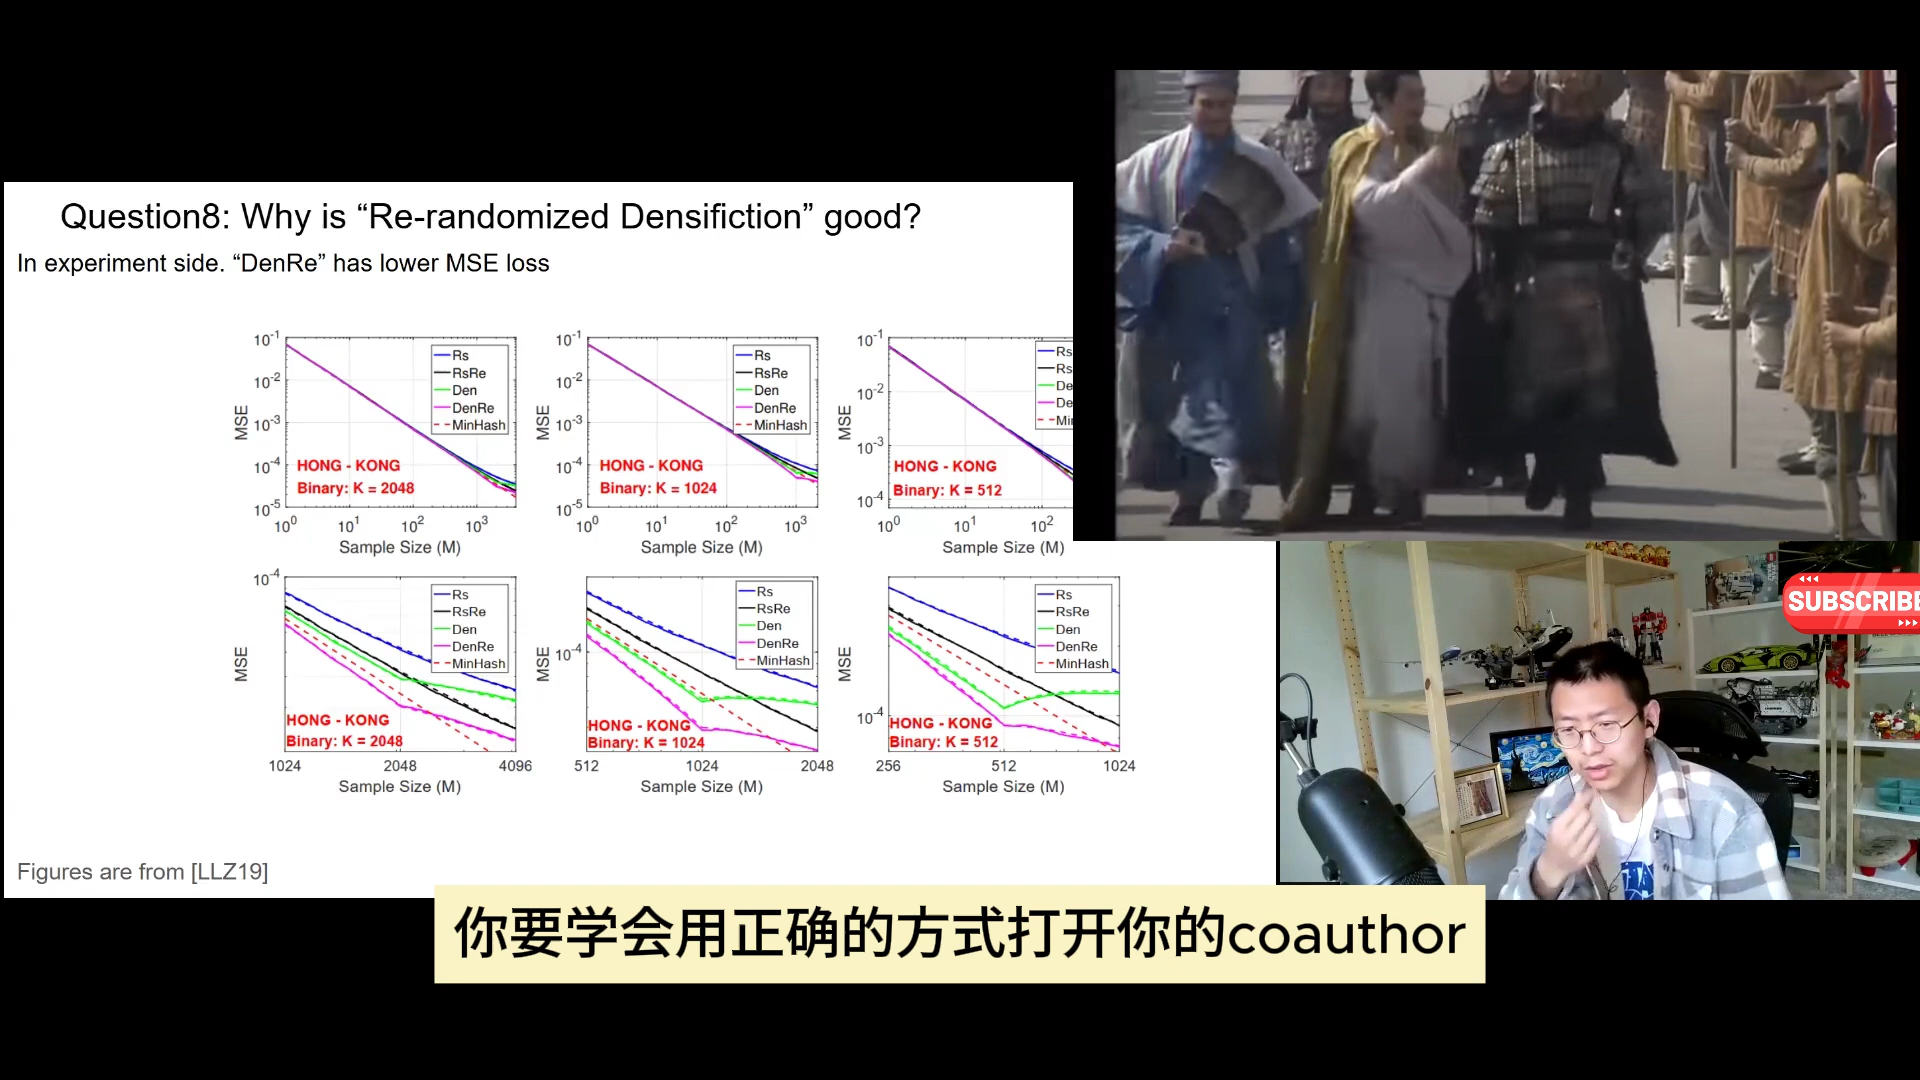 Question8: Why is “Re-randomized Densifiction” good?
In experiment side. “DenRe” has lower MSE loss
10^-1
10^-2
10^-3
10^-4
10^-5
MSE
Rs
RsRe
Den
DenRe
MinHash
HONG - KONG
Binary: K = 2048
10^0 10^1 10^2 10^3
Sample Size (M)
10^-1
10^-2
10^-3
10^-4
10^-5
MSE
Rs
RsRe
Den
DenRe
MinHash
HONG - KONG
Binary: K = 1024
10^0 10^1 10^2 10^3
Sample Size (M)
10^-1
10^-2
10^-3
10^-4
MSE
Rs
Rs
De
De
Mi
HONG - KONG
Binary: K = 512
10^0 10^1 10^2
Sample Size (M)
10^-4
MSE
Rs
RsRe
Den
DenRe
MinHash
HONG - KONG
Binary: K = 2048
1024 2048 4096
Sample Size (M)
10^-4
MSE
Rs
RsRe
Den
DenRe
MinHash
HONG - KONG
Binary: K = 1024
512 1024 2048
Sample Size (M)
10^-4
MSE
Rs
RsRe
Den
DenRe
MinHash
HONG - KONG
Binary: K = 512
256 512 1024
Sample Size (M)
Figures are from [LLZ19]
SUBSCRIBE
你要学会用正确的方式打开你的coauthor